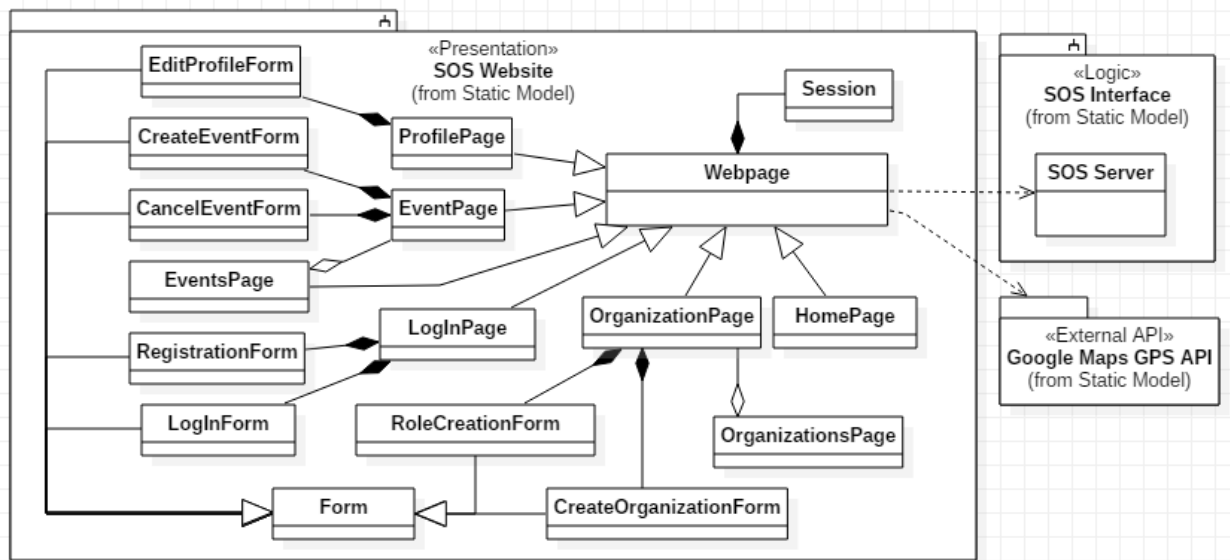 «Presentation»
SOS Website
(from Static Model)
EditProfileForm
CreateEventForm
CancelEventForm
EventsPage
RegistrationForm
LogInForm
ProfilePage
EventPage
LogInPage
RoleCreationForm
Form
Session
Webpage
OrganizationPage
HomePage
OrganizationsPage
CreateOrganizationForm
«Logic»
SOS Interface
(from Static Model)
SOS Server
«External API»
Google Maps GPS API
(from Static Model)